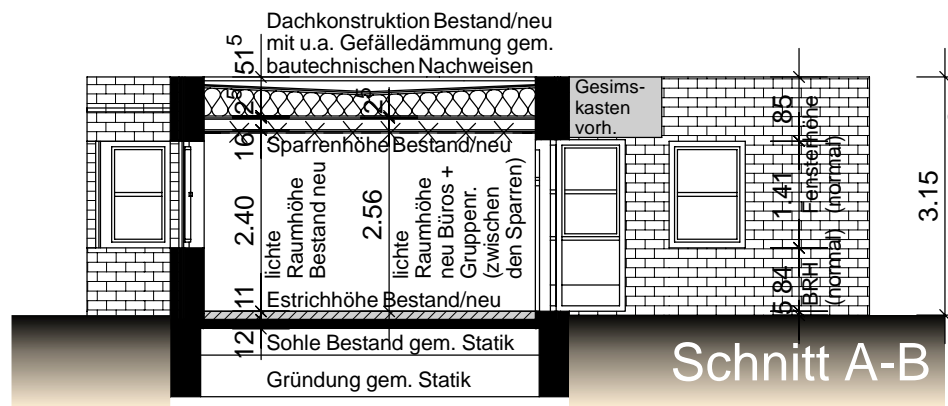 Dachkonstruktion Bestand/neu
mit u.a. Gefälledämmung gem.
bautechnischen Nachweisen
51⁵
Gesims-
kasten
vorh.
2⁵
2⁵
16
Sparrenhöhe Bestand/neu
2.40
lichte
Raumhöhe
Bestand neu
2.56
lichte
Raumhöhe
neu Büros +
Gruppenr.
(zwischen
den Sparren)
85
1.41
Fensterhöhe
(normal)
84
BRH
(normal)
5
3.15
11
Estrichhöhe Bestand/neu
12
Sohle Bestand gem. Statik
Gründung gem. Statik
Schnitt A-B